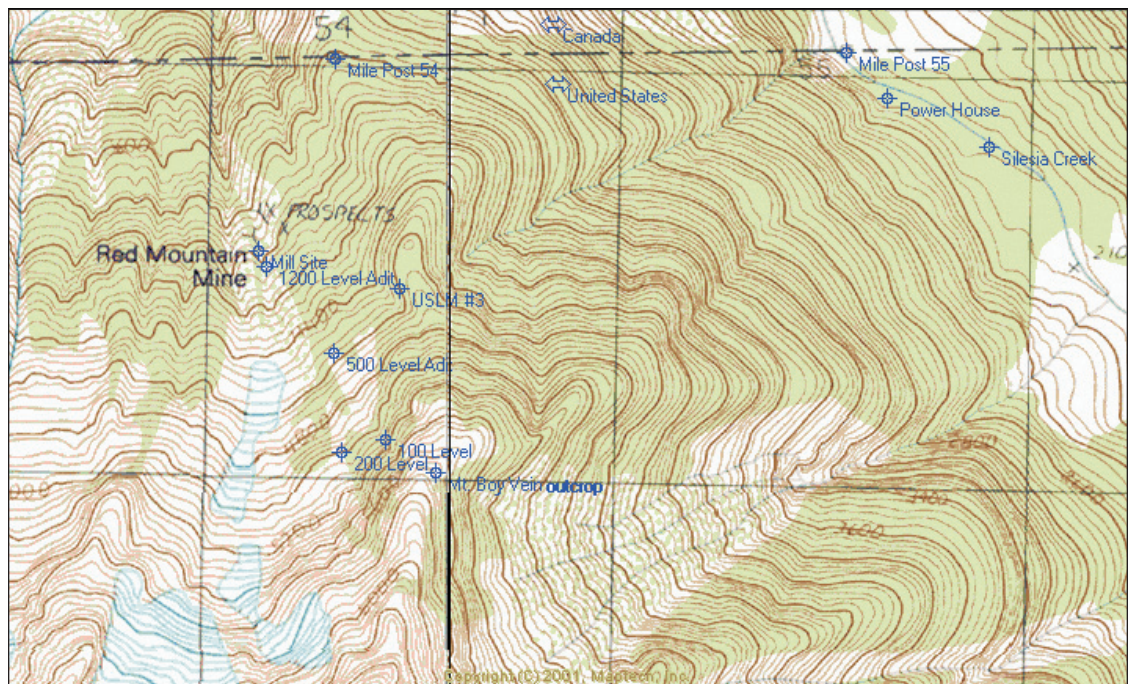 54
Canada
Mile Post 54
55
Mile Post 55
United States
Power House
Silesia Creek
PROSPECTS
Red Mountain
Mine
Mill Site
1200 Level Adit
USLM #3
500 Level Adit
100 Level
200 Level
Mt. Boy Vein outcrop
2800
1600
Copyright (C) 2001, Maptech, Inc.